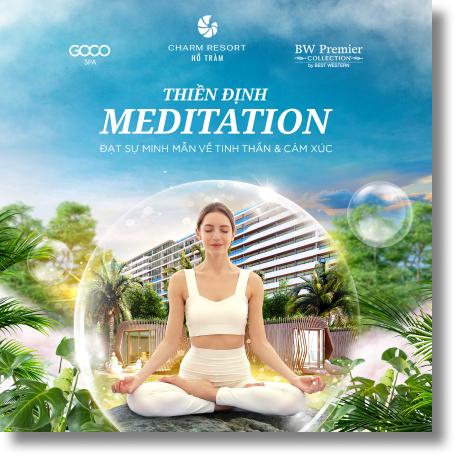 GOCO
SPA
CHARM RESORT
HỒ TRÀM
BW Premier
COLLECTION
by BEST WESTERN
THIỀN ĐỊNH
MEDITATION
ĐẠT SỰ MINH MẪN VỀ TINH THẦN & CẢM XÚC